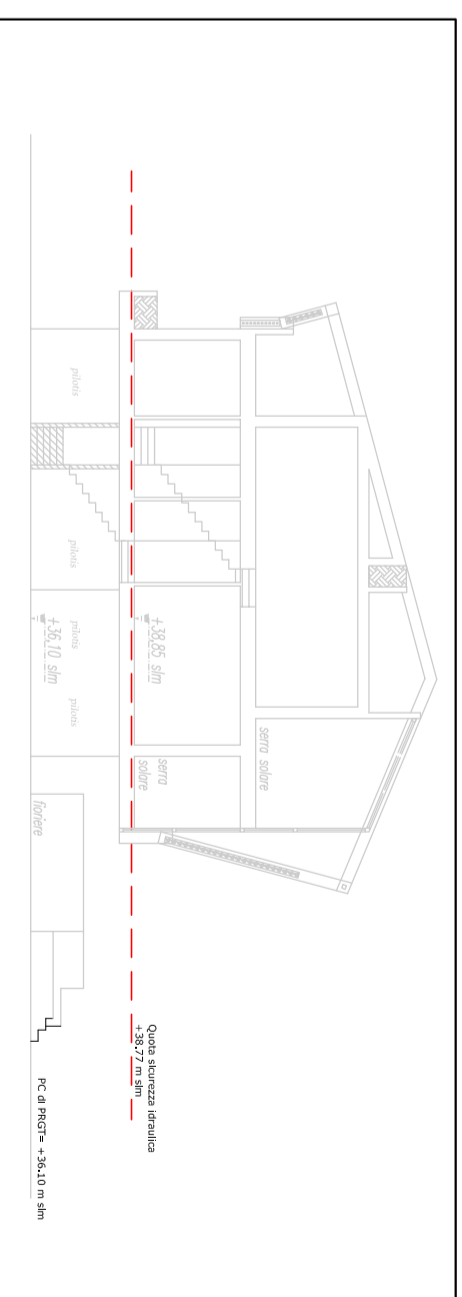 pilotis
pilotis
pilotis
pilotis
+38,85 slm
+36,10 slm
serra solare
serra
solare
fioriere
Quota sicurezza idraulica
+38.77 m slm
PC di PRGT= +36.10 m slm